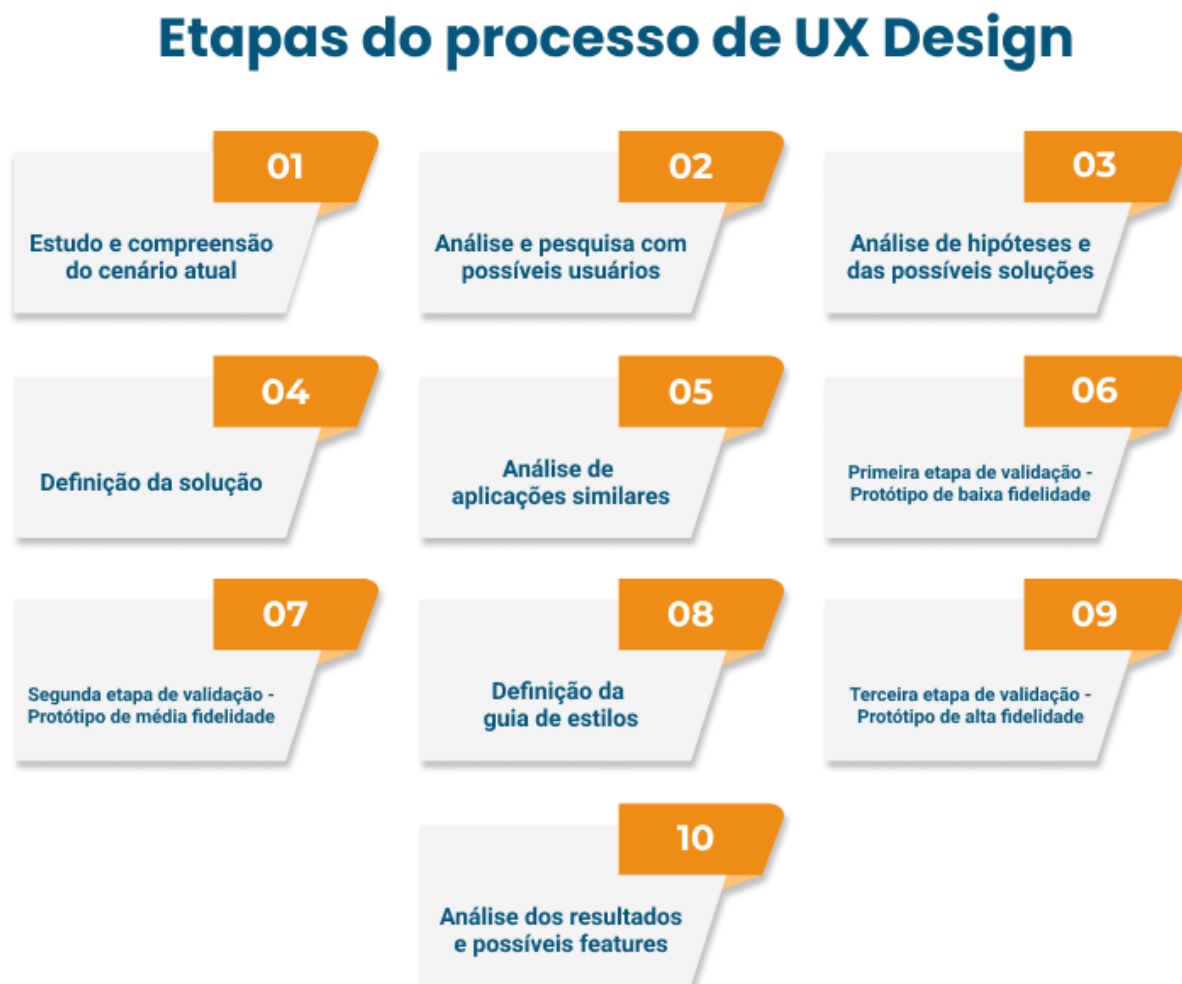 Etapas do processo de UX Design
01
Estudo e compreensão
do cenário atual
02
Análise e pesquisa com
possíveis usuários
03
Análise de hipóteses e
das possíveis soluções
04
Definição da solução
05
Análise de
aplicações similares
06
Primeira etapa de validação -
Protótipo de baixa fidelidade
07
Segunda etapa de validação -
Protótipo de média fidelidade
08
Definição da
guia de estilos
09
Terceira etapa de validação -
Protótipo de alta fidelidade
10
Análise dos resultados
e possíveis features